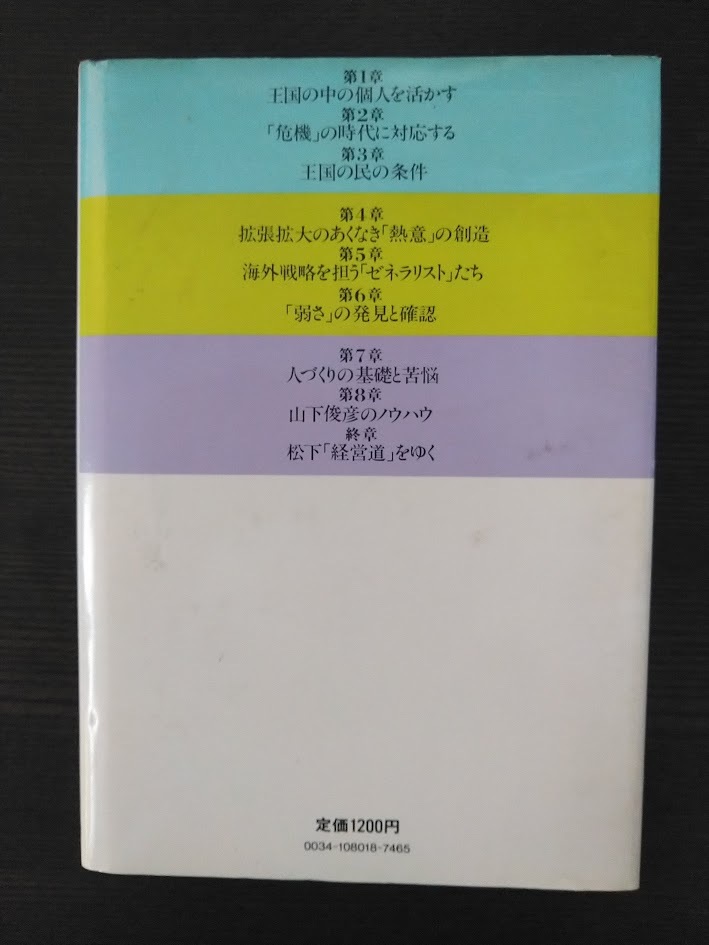 第1章
王国の中の個人を活かす
第2章
「危機」の時代に対応する
第3章
王国の民の条件
第4章
拡張拡大のあくなき「熱意」の創造
第5章
海外戦略を担う「ゼネラリスト」たち
第6章
「弱さ」の発見と確認
第7章
人づくりの基礎と苦悩
第8章
山下俊彦のノウハウ
終章
松下「経営道」をゆく
定価1200円
0034-108018-7465